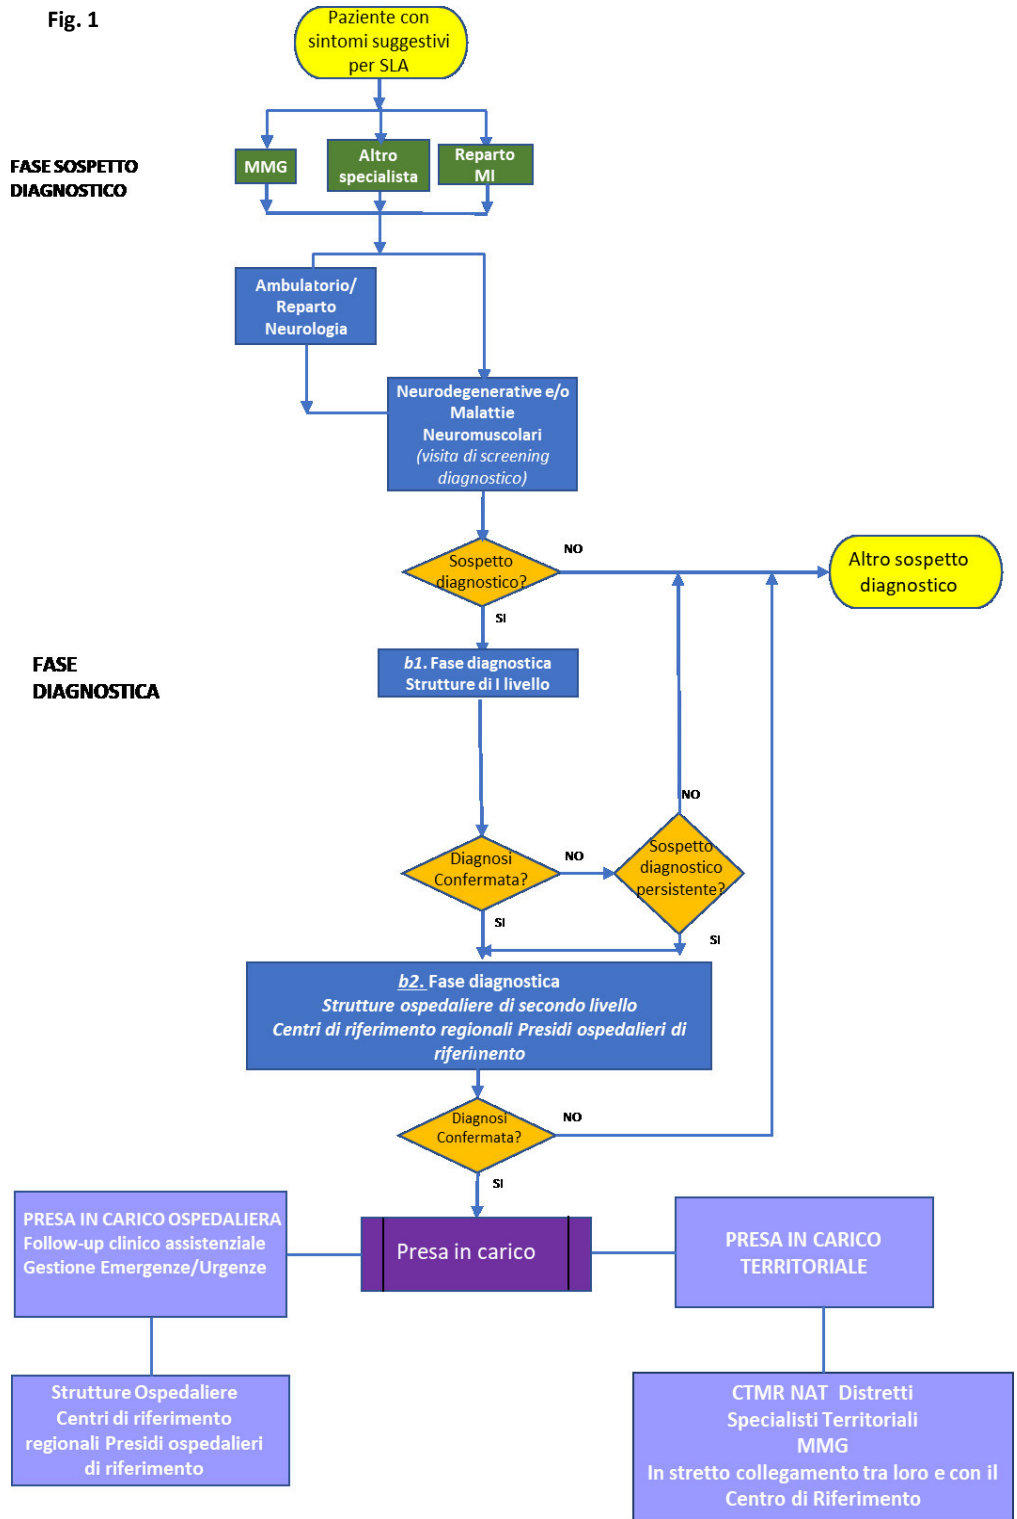 Fig. 1
Paziente con
sintomi suggestivi
per SLA
FASE SOSPETTO
DIAGNOSTICO
MMG
Altro
specialista
Reparto
MI
Ambulatorio/
Reparto
Neurologia
Neurodegenerative e/o
Malattie
Neuromuscolari
(visita di screening
diagnostico)
Sospetto
diagnostico?
NO
Altro sospetto
diagnostico
SI
FASE
DIAGNOSTICA
b1. Fase diagnostica
Strutture di I livello
NO
Diagnosi
Confermata?
NO
Sospetto
diagnostico
persistente?
SI
SI
b2. Fase diagnostica
Strutture ospedaliere di secondo livello
Centri di riferimento regionali Presidi ospedalieri di
riferimento
Diagnosi
Confermata?
NO
SI
PRESA IN CARICO OSPEDALIERA
Follow-up clinico assistenziale
Gestione Emergenze/Urgenze
Presa in carico
PRESA IN CARICO
TERRITORIALE
Strutture Ospedaliere
Centri di riferimento
regionali Presidi ospedalieri
di riferimento
CTMR NAT Distretti
Specialisti Territoriali
MMG
In stretto collegamento tra loro e con il
Centro di Riferimento